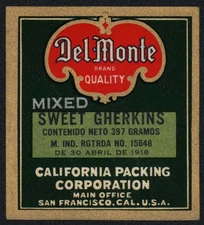 Del Monte
BRAND
QUALITY
MIXED
SWEET GHERKINS
CONTENIDO NETO 397 GRAMOS
M. IND. RGTRDA NO. 15648
DE 30 ABRIL DE 1918
CALIFORNIA PACKING
CORPORATION
MAIN OFFICE
SAN FRANCISCO, CAL. U.S.A.